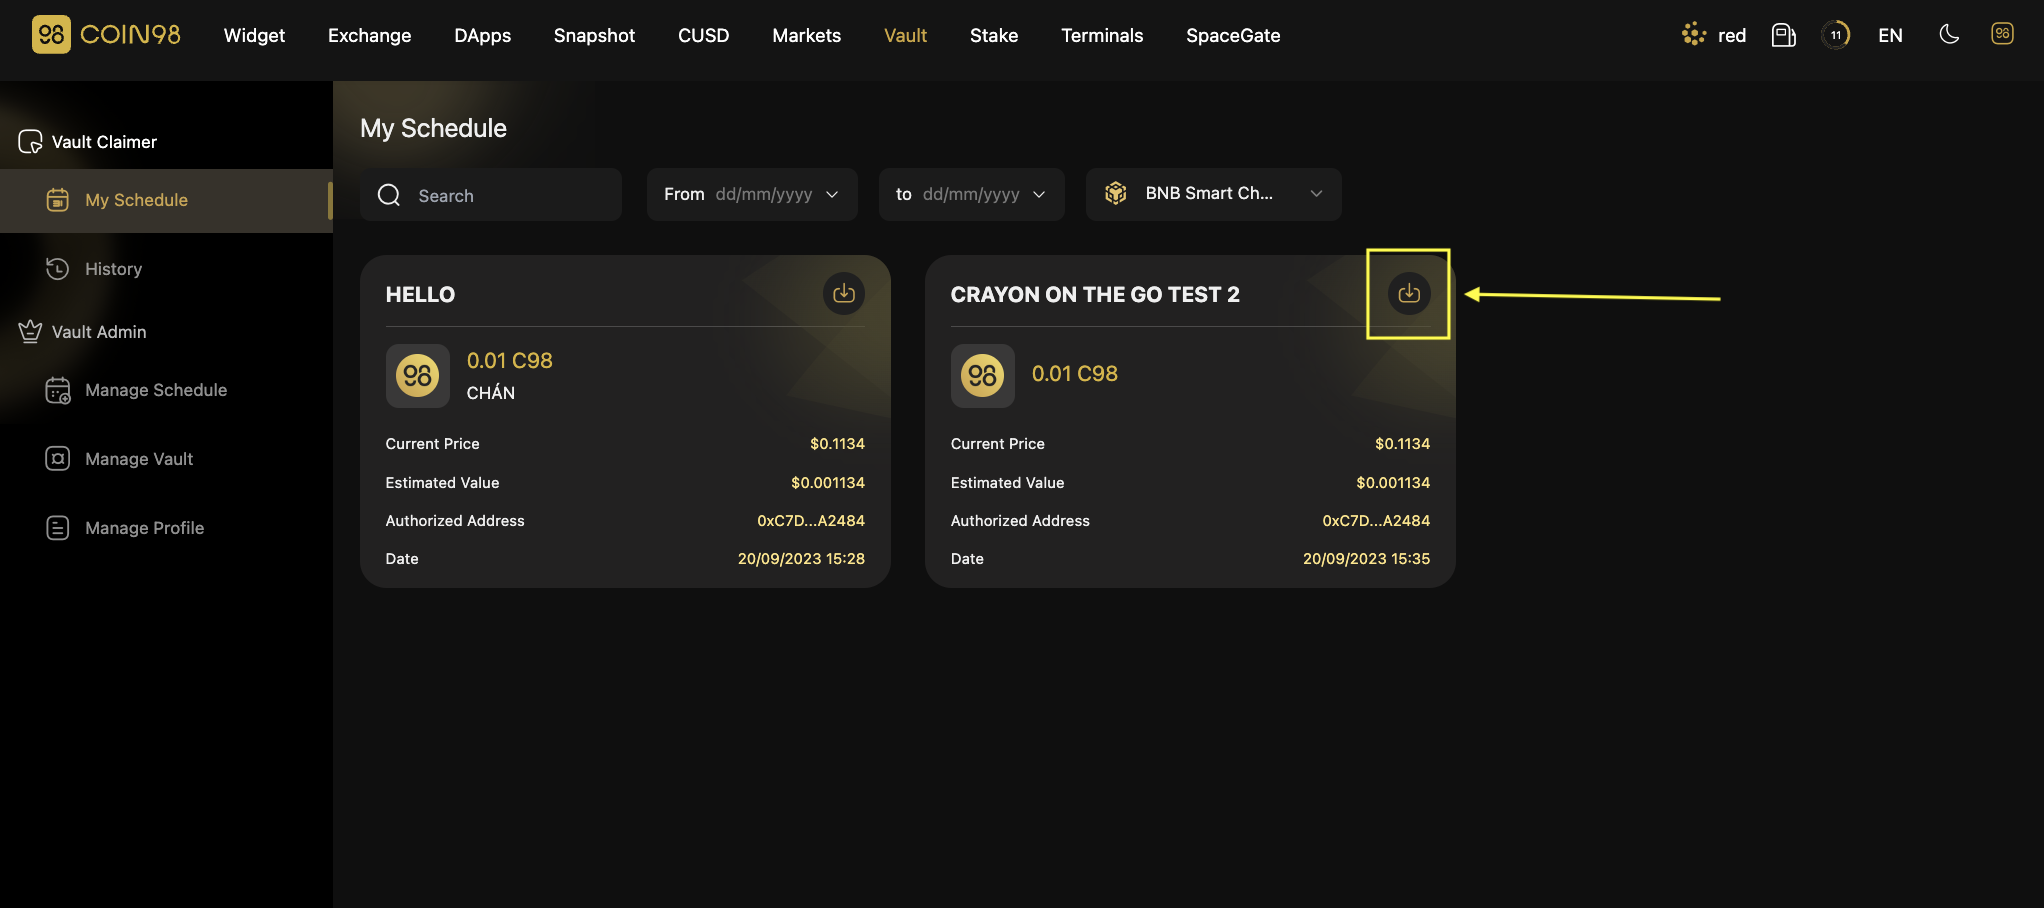 98 COIN98 Widget Exchange DApps Snapshot CUSD Markets Vault Stake Terminals SpaceGate red 11 EN 98
Vault Claimer
My Schedule
History
Vault Admin
Manage Schedule
Manage Vault
Manage Profile
My Schedule
Search From dd/mm/yyyy to dd/mm/yyyy BNB Smart Ch...
HELLO
98 0.01 C98
CHÁN
Current Price $0.1134
Estimated Value $0.001134
Authorized Address 0xC7D...A2484
Date 20/09/2023 15:28
CRAYON ON THE GO TEST 2
98 0.01 C98
Current Price $0.1134
Estimated Value $0.001134
Authorized Address 0xC7D...A2484
Date 20/09/2023 15:35